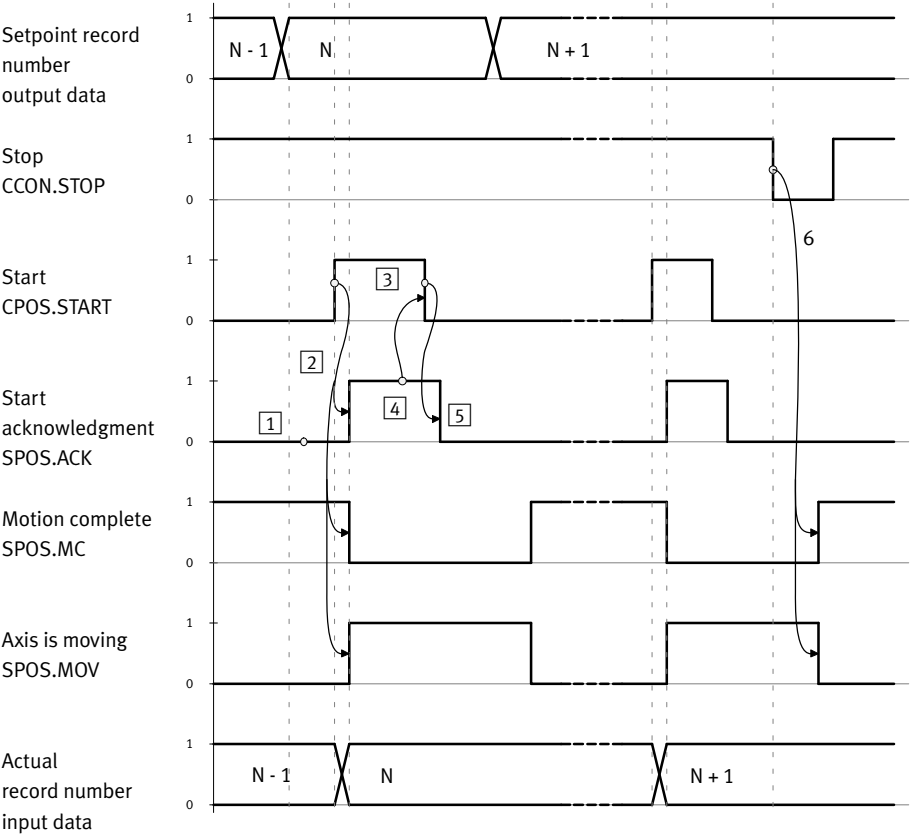 1
Setpoint record
number
output data
N - 1
N
N + 1
0
1
Stop
CCON.STOP
0
6
1
Start
CPOS.START
3
0
2
1
Start
acknowledgment
SPOS.ACK
1
4
5
0
1
Motion complete
SPOS.MC
0
1
Axis is moving
SPOS.MOV
0
1
Actual
record number
input data
N - 1
N
N + 1
0